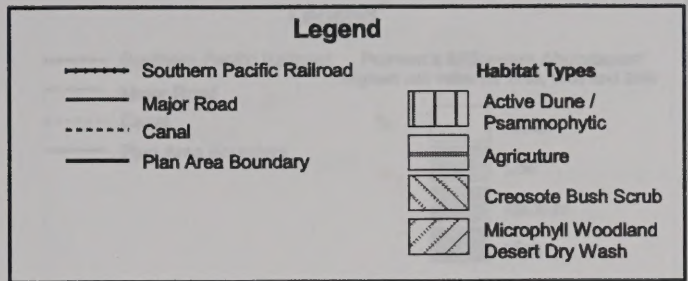 Legend
Southern Pacific Railroad
Major Road
Canal
Plan Area Boundary
Habitat Types
Active Dune /
Psammophytic
Agricuture
Creosote Bush Scrub
Microphyll Woodland
Desert Dry Wash